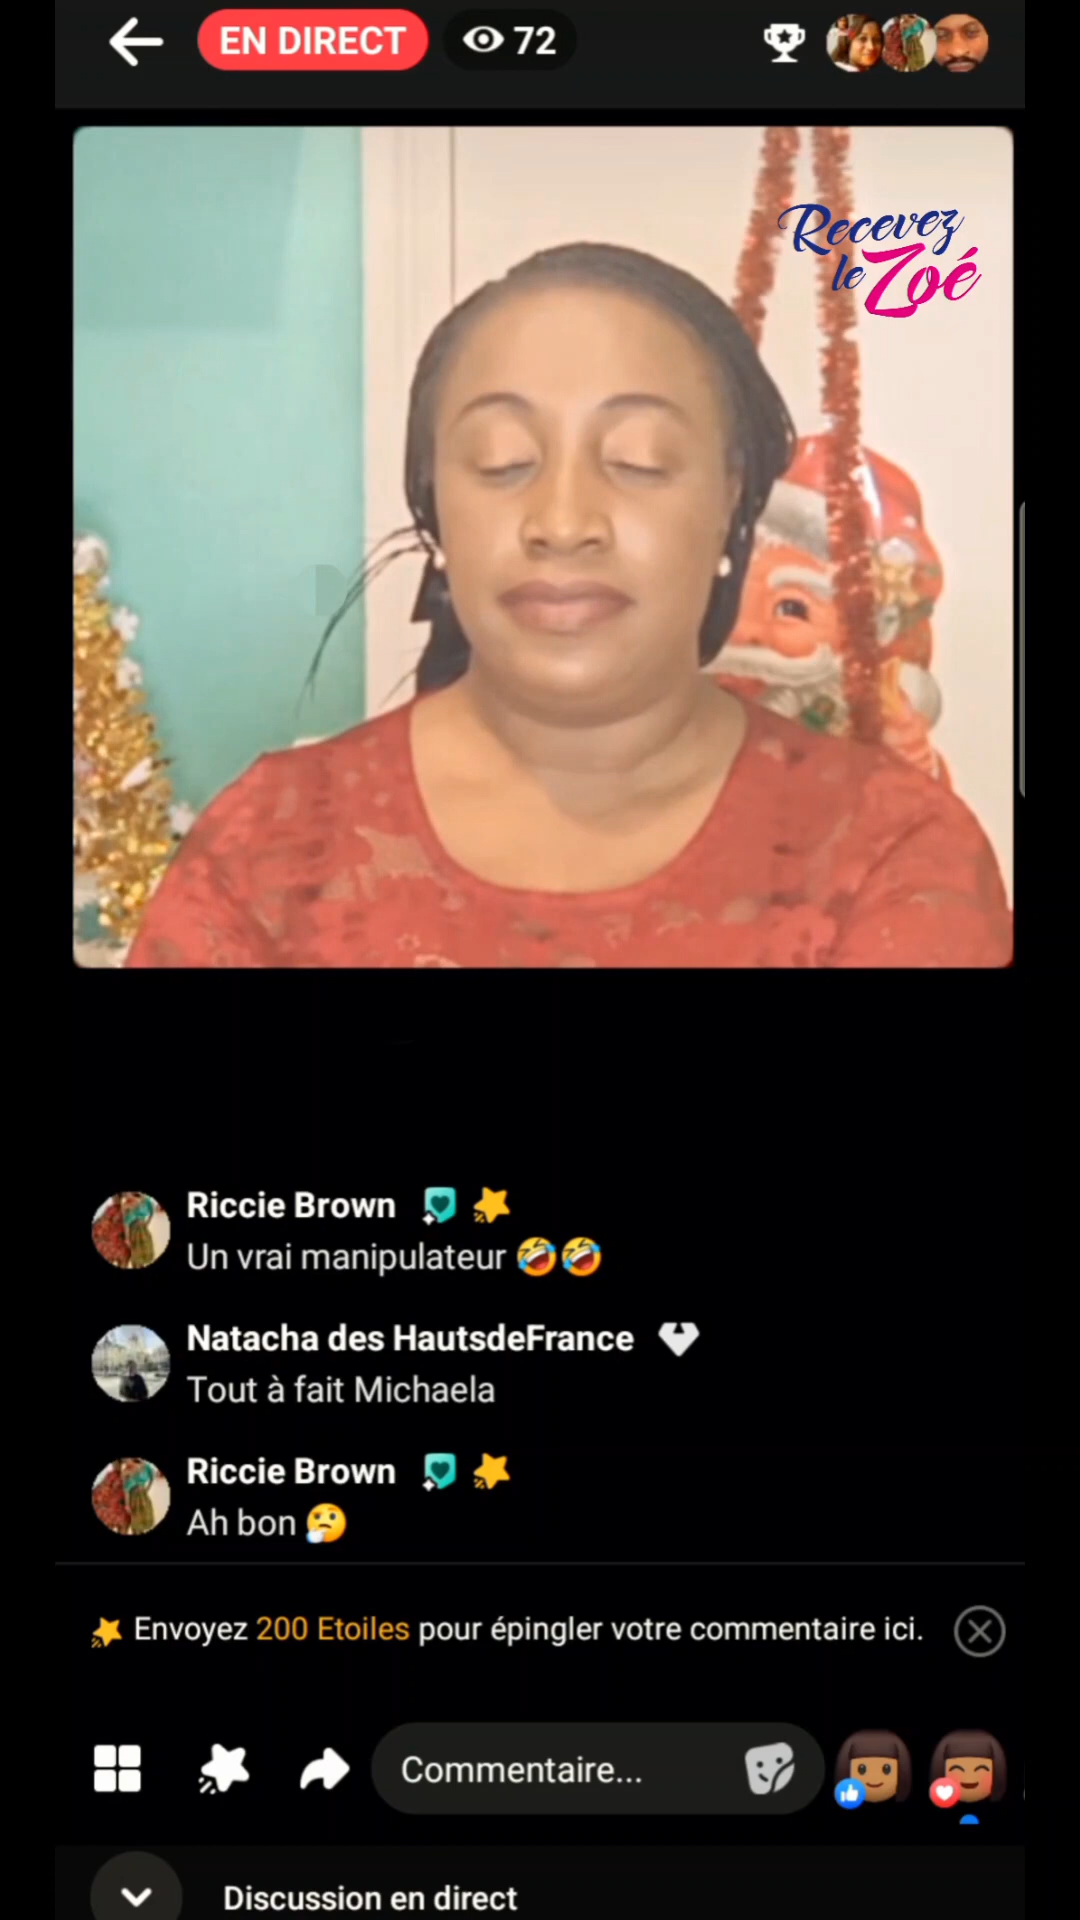 EN DIRECT 72
Recevez
le Zoé
Riccie Brown
Un vrai manipulateur 🤣🤣
Natacha des HautsdeFrance
Tout à fait Michaela
Riccie Brown
Ah bon 🤔
Envoyez 200 Etoiles pour épingler votre commentaire ici.
Commentaire...
Discussion en direct